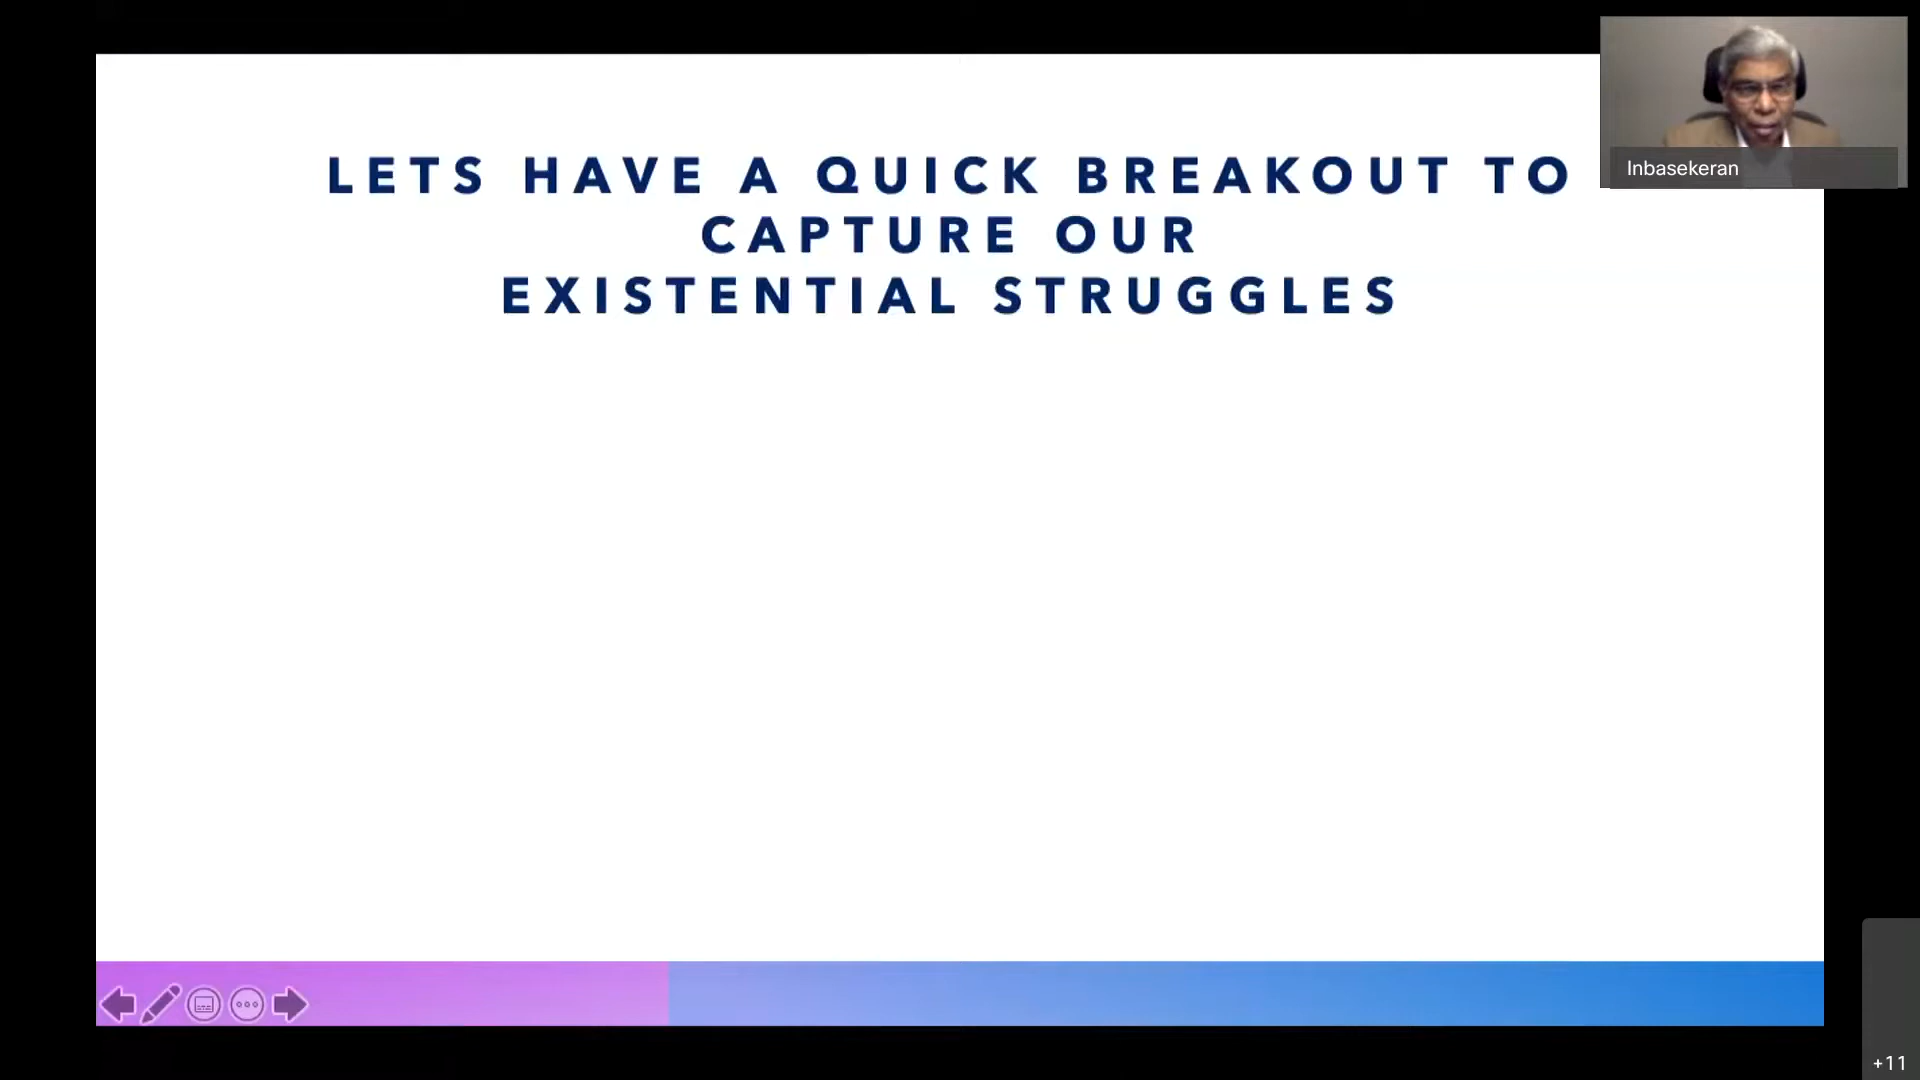 LETS HAVE A QUICK BREAKOUT TO
CAPTURE OUR
EXISTENTIAL STRUGGLES
Inbasekeran
+11